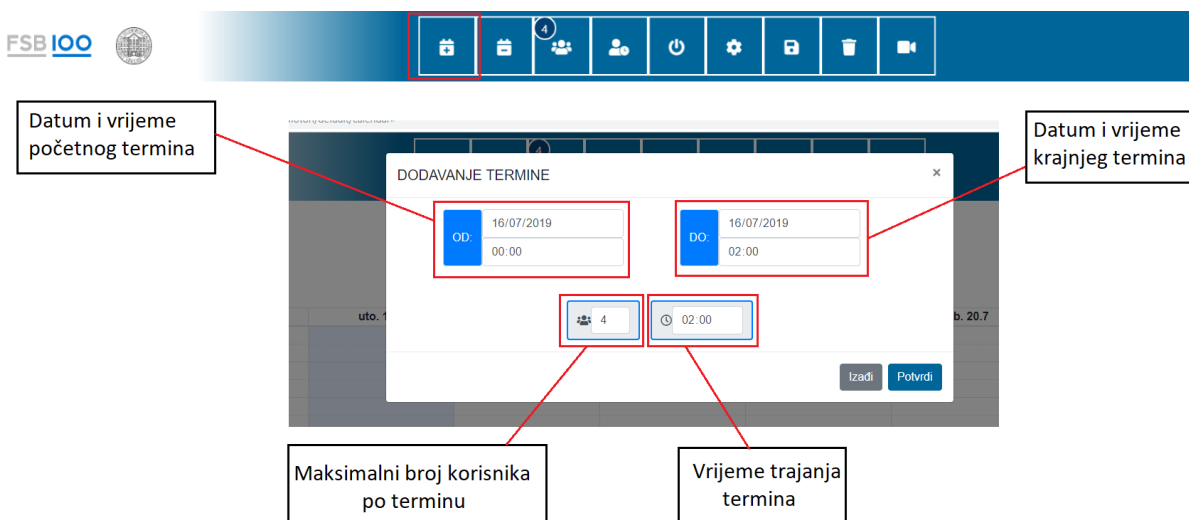 FSB 100
4
Datum i vrijeme
početnog termina
Datum i vrijeme
krajnjeg termina
DODAVANJE TERMINE
×
OD:
16/07/2019
00:00
DO:
16/07/2019
02:00
4
02:00
uto. 1
b. 20.7
Izađi
Potvrdi
Maksimalni broj korisnika
po terminu
Vrijeme trajanja
termina